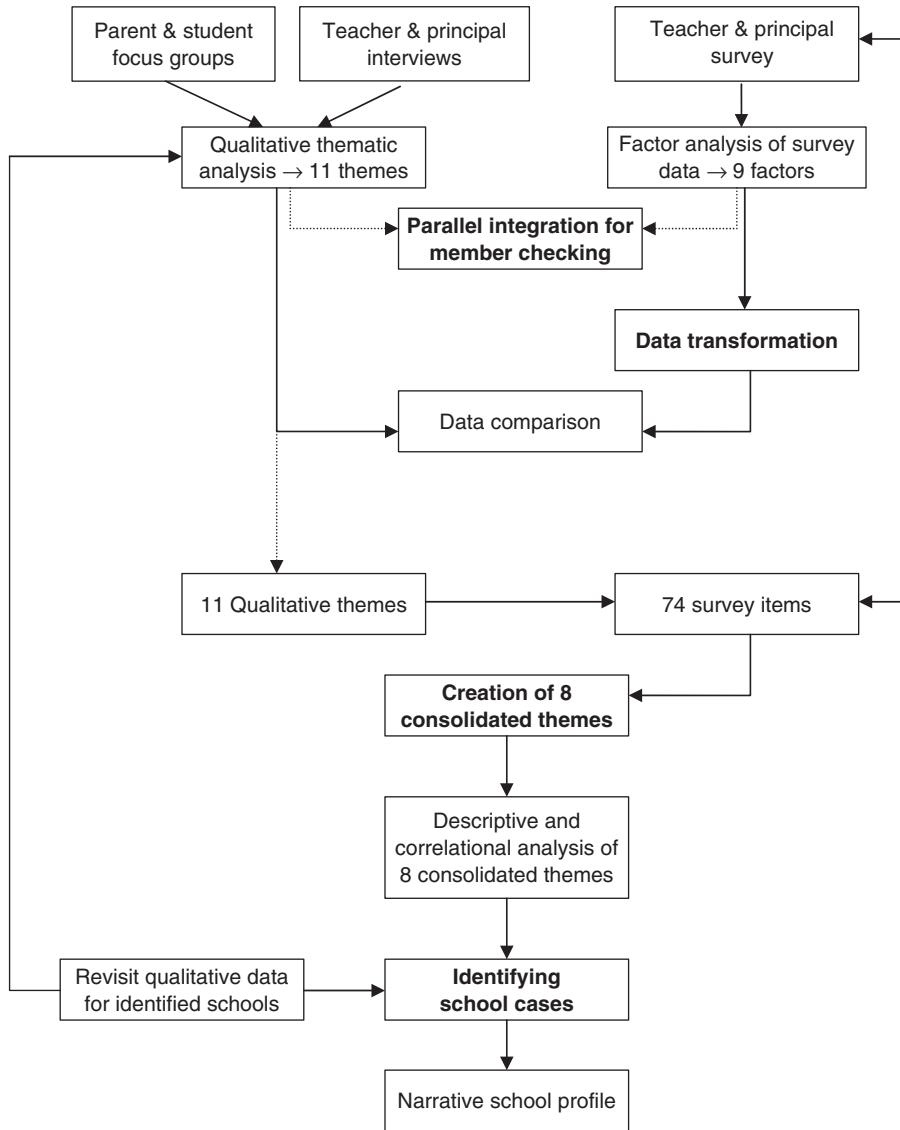 Parent & student
focus groups
Teacher & principal
interviews
Teacher & principal
survey
Qualitative thematic
analysis → 11 themes
Factor analysis of survey
data → 9 factors
Parallel integration for
member checking
Data transformation
Data comparison
11 Qualitative themes
74 survey items
Creation of 8
consolidated themes
Descriptive and
correlational analysis of
8 consolidated themes
Revisit qualitative data
for identified schools
Identifying
school cases
Narrative school profile